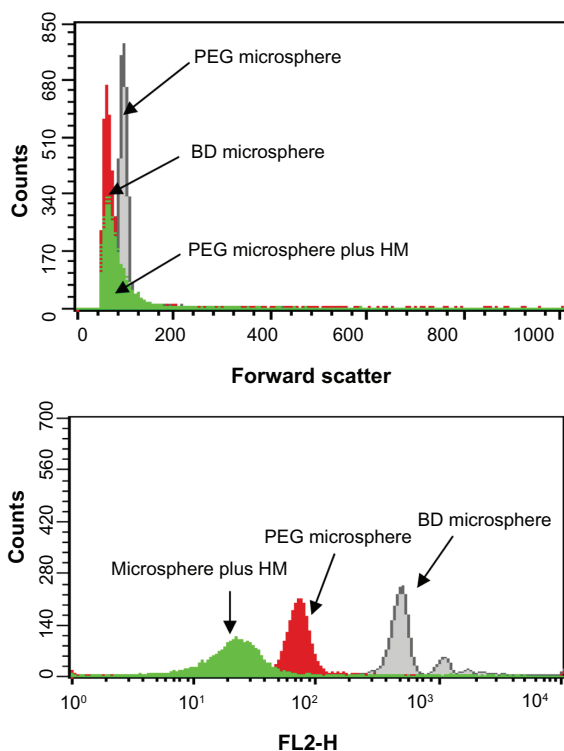 850
680
510
340
170
0
Counts
PEG microsphere
BD microsphere
PEG microsphere plus HM
0 200 400 600 800 1000
Forward scatter
700
560
420
280
140
0
Counts
BD microsphere
PEG microsphere
Microsphere plus HM
10⁰ 10¹ 10² 10³ 10⁴
FL2-H